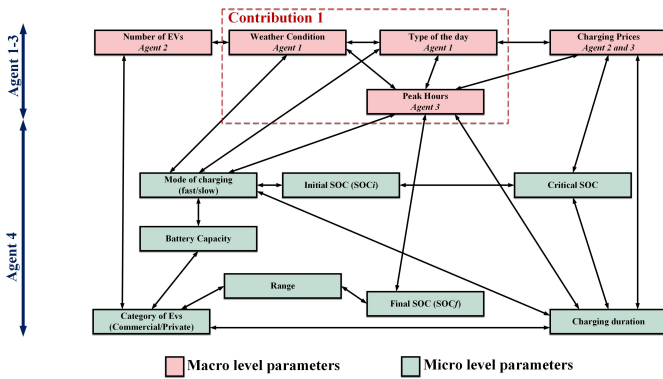 Contribution 1
Number of EVs
Agent 2
Weather Condition
Agent 1
Type of the day
Agent 1
Charging Prices
Agent 2 and 3
Agent 1-3
Peak Hours
Agent 3
Mode of charging
(fast/slow)
Initial SOC (SOCi)
Critical SOC
Battery Capacity
Agent 4
Range
Final SOC (SOCf)
Category of Evs
(Commercial/Private)
Charging duration
Macro level parameters
Micro level parameters